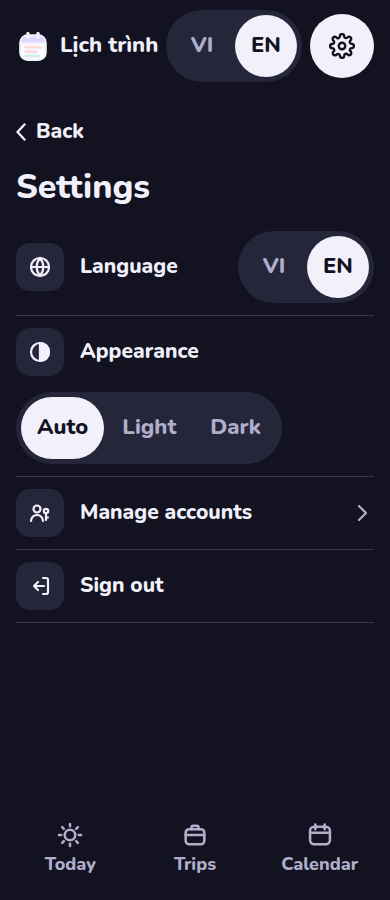 Lịch trình VI EN
Back
Settings
Language VI EN
Appearance
Auto Light Dark
Manage accounts
Sign out
Today Trips Calendar